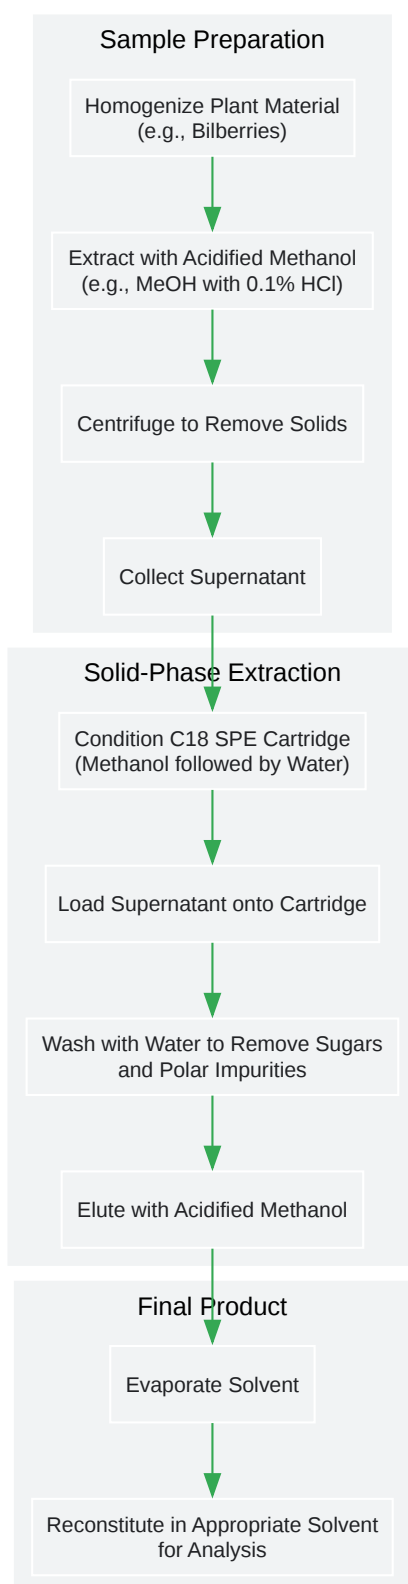 Sample Preparation
Homogenize Plant Material
(e.g., Bilberries)
Extract with Acidified Methanol
(e.g., MeOH with 0.1% HCl)
Centrifuge to Remove Solids
Collect Supernatant
Solid-Phase Extraction
Condition C18 SPE Cartridge
(Methanol followed by Water)
Load Supernatant onto Cartridge
Wash with Water to Remove Sugars
and Polar Impurities
Elute with Acidified Methanol
Final Product
Evaporate Solvent
Reconstitute in Appropriate Solvent
for Analysis